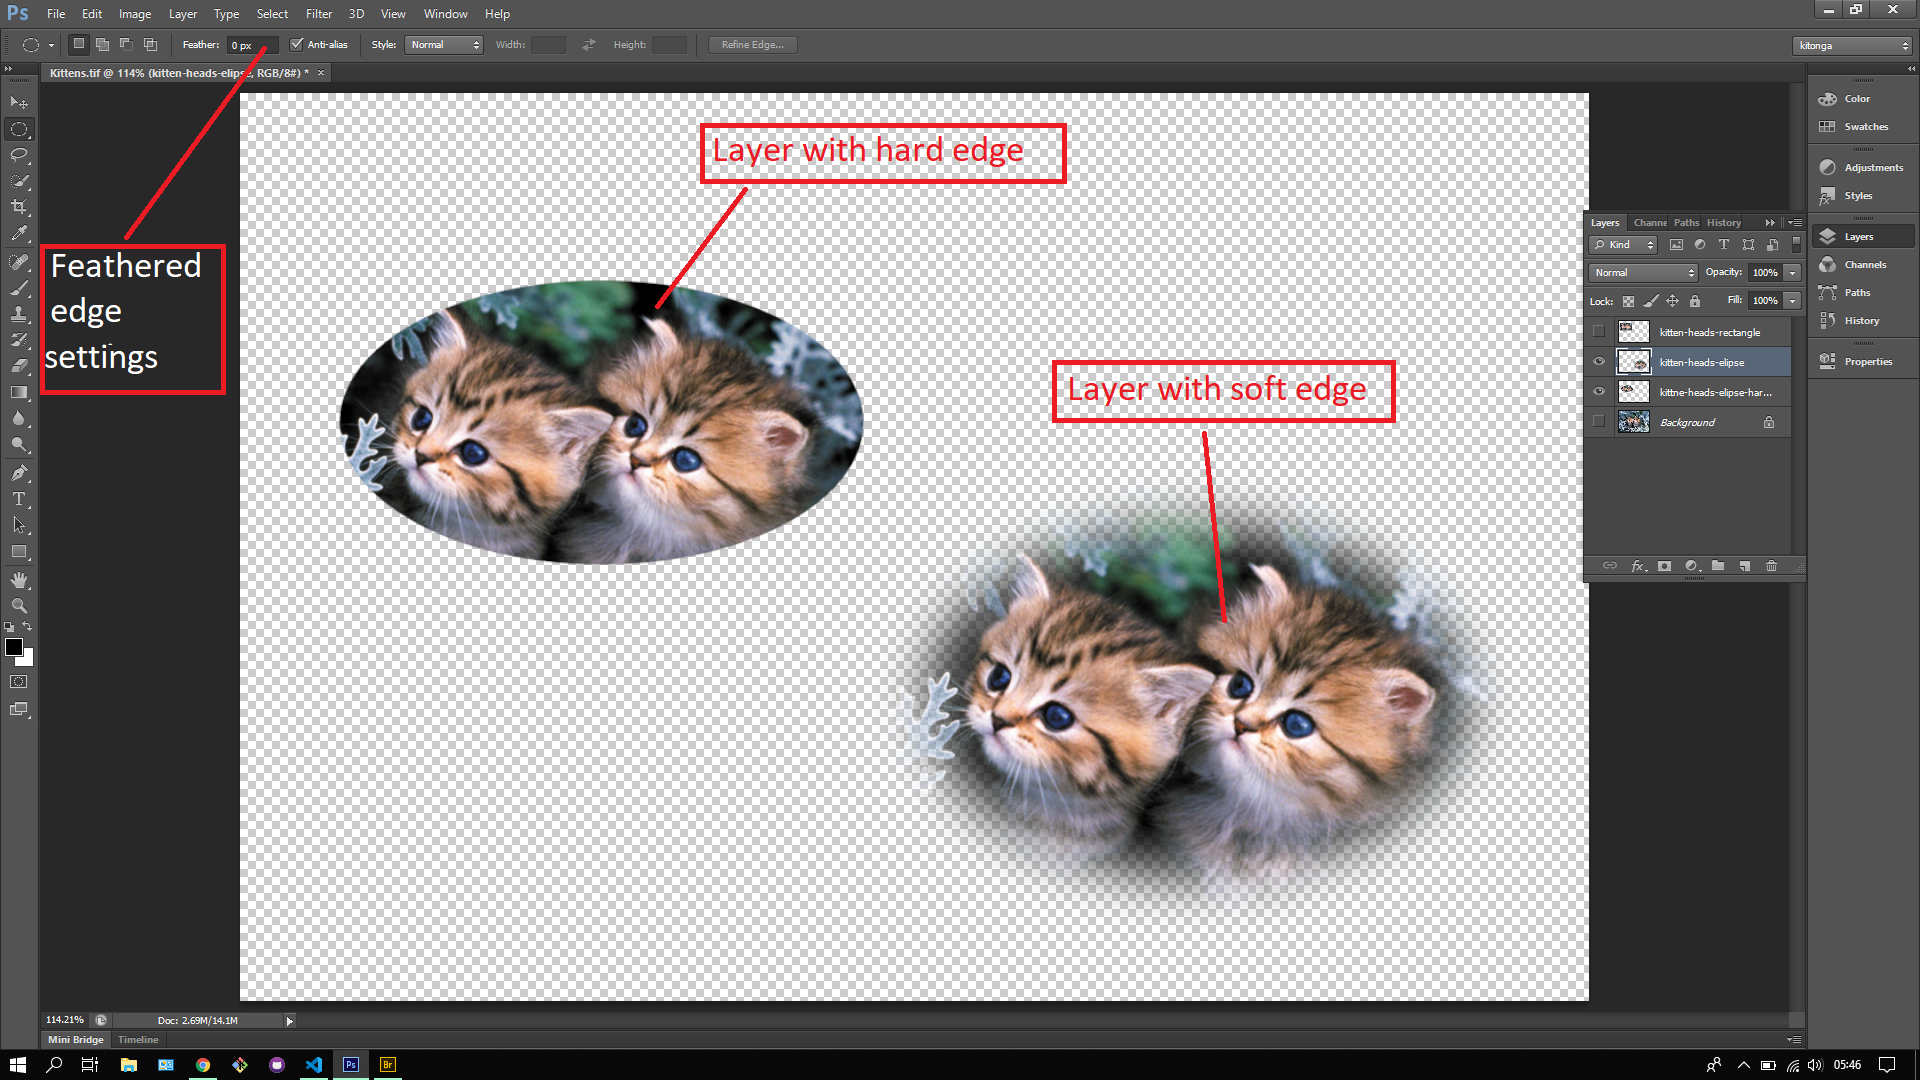 Ps File Edit Image Layer Type Select Filter 3D View Window Help
Feather: 0 px Anti-alias Style: Normal Width: Height: Refine Edge... kitonga
Kittens.tif @ 114% (kitten-heads-elipse, RGB/8#) * ×
Layer with hard edge
Feathered
edge
settings
Layer with soft edge
Color
Swatches
Adjustments
Styles
Layers
Channels
Paths
History
Properties
Layers Channe Paths History
Kind
Normal Opacity: 100%
Lock: Fill: 100%
kitten-heads-rectangle
kitten-heads-elipse
kittne-heads-elipse-har...
Background
fx
T
114.21% Doc: 2.69M/14.1M
Mini Bridge Timeline
Ps Br 05:46